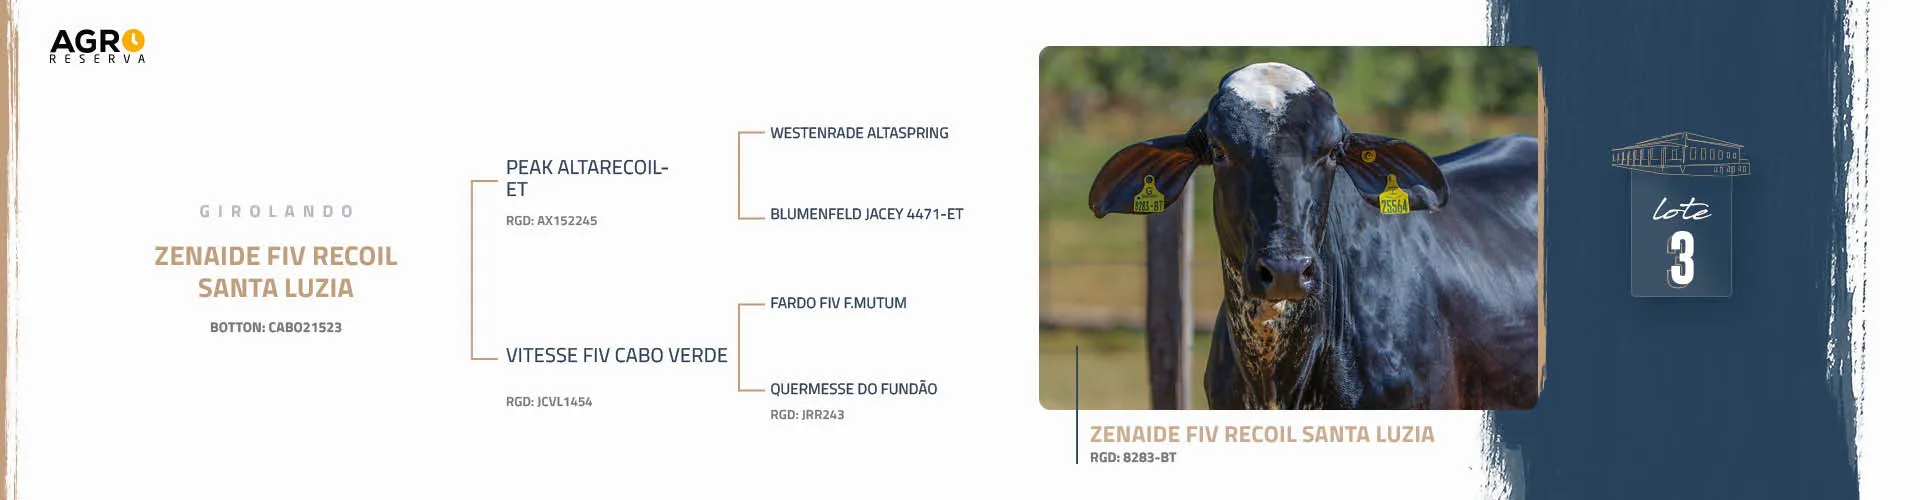 AGRO
RESERVA
GIROLANDO
ZENAIDE FIV RECOIL
SANTA LUZIA
BOTTON: CABO21523
PEAK ALTARECOIL-
ET
RGD: AX152245
VITESSE FIV CABO VERDE
RGD: JCVL1454
WESTENRADE ALTASPRING
BLUMENFELD JACEY 4471-ET
FARDO FIV F.MUTUM
QUERMESSE DO FUNDÃO
RGD: JRR243
G
8283-BT
25564
ZENAIDE FIV RECOIL SANTA LUZIA
RGD: 8283-BT
lote
3